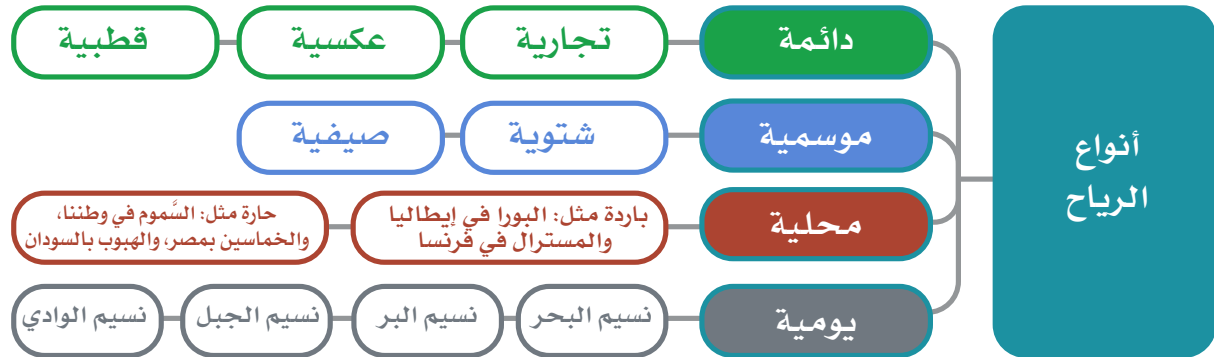 أنواع
الرياح
دائمة
تجارية
عكسية
قطبية
موسمية
شتوية
صيفية
محلية
باردة مثل: البورا في إيطاليا
والمسترال في فرنسا
حارة مثل: السَّموم في وطننا،
والخماسين بمصر، والهبوب بالسودان
يومية
نسيم البحر
نسيم البر
نسيم الجبل
نسيم الوادي